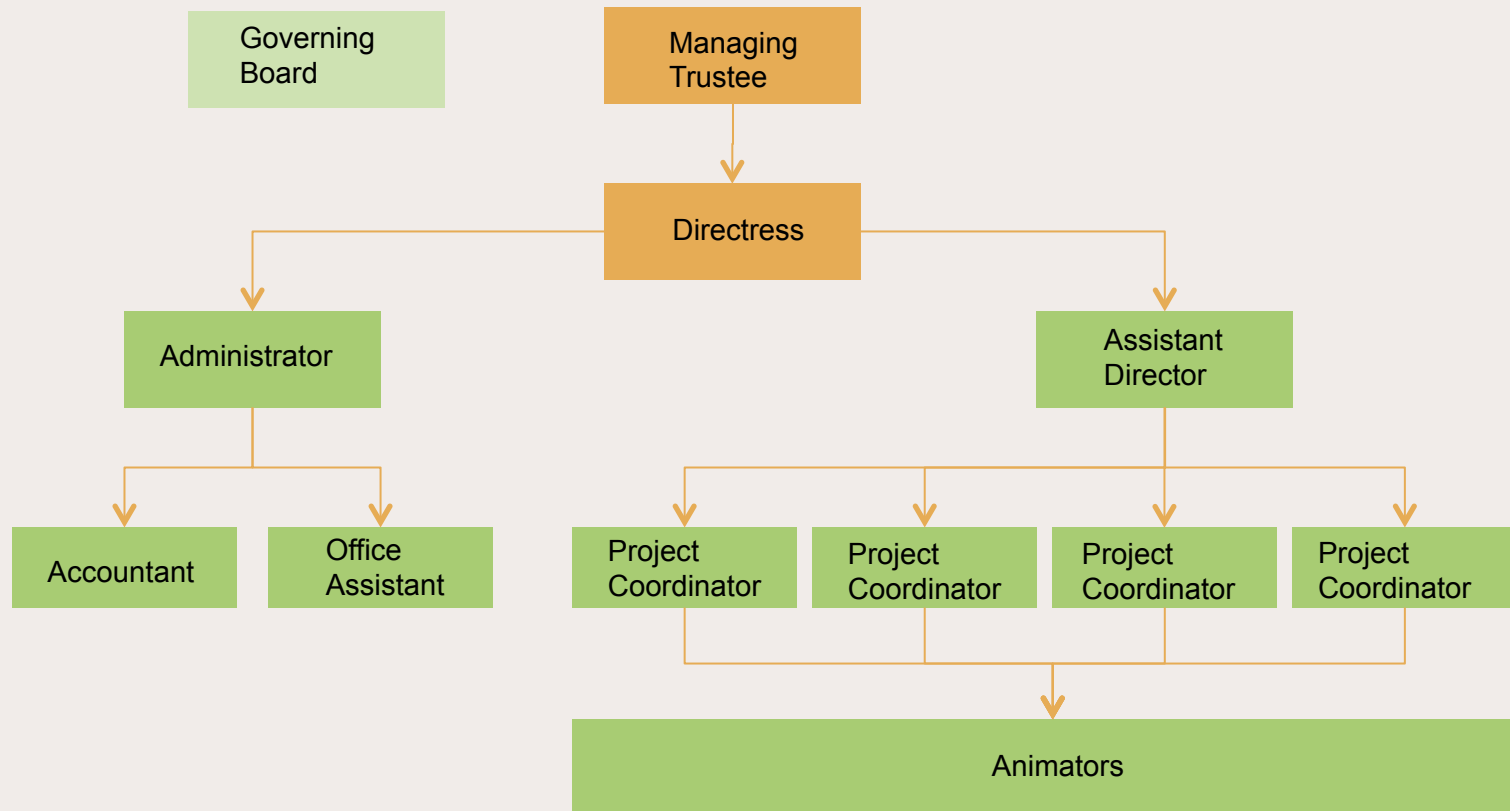 Governing
Board
Managing
Trustee
Directress
Administrator
Assistant
Director
Accountant
Office
Assistant
Project
Coordinator
Project
Coordinator
Project
Coordinator
Project
Coordinator
Animators